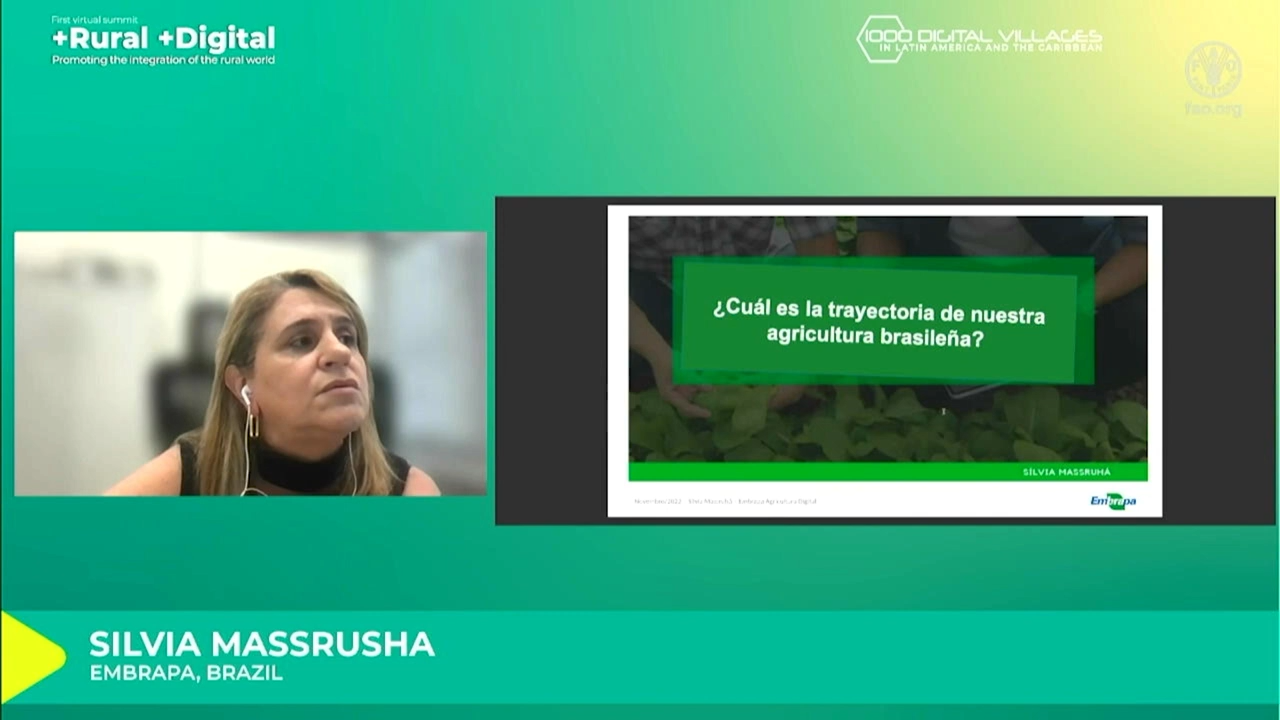 First virtual summit
+Rural +Digital
Promoting the integration of the rural world
1000 DIGITAL VILLAGES
IN LATIN AMERICA AND THE CARIBBEAN
fao.org
¿Cuál es la trayectoria de nuestra
agricultura brasileña?
SÍLVIA MASSRUHÁ
Embrapa
SILVIA MASSRUSHA
EMBRAPA, BRAZIL